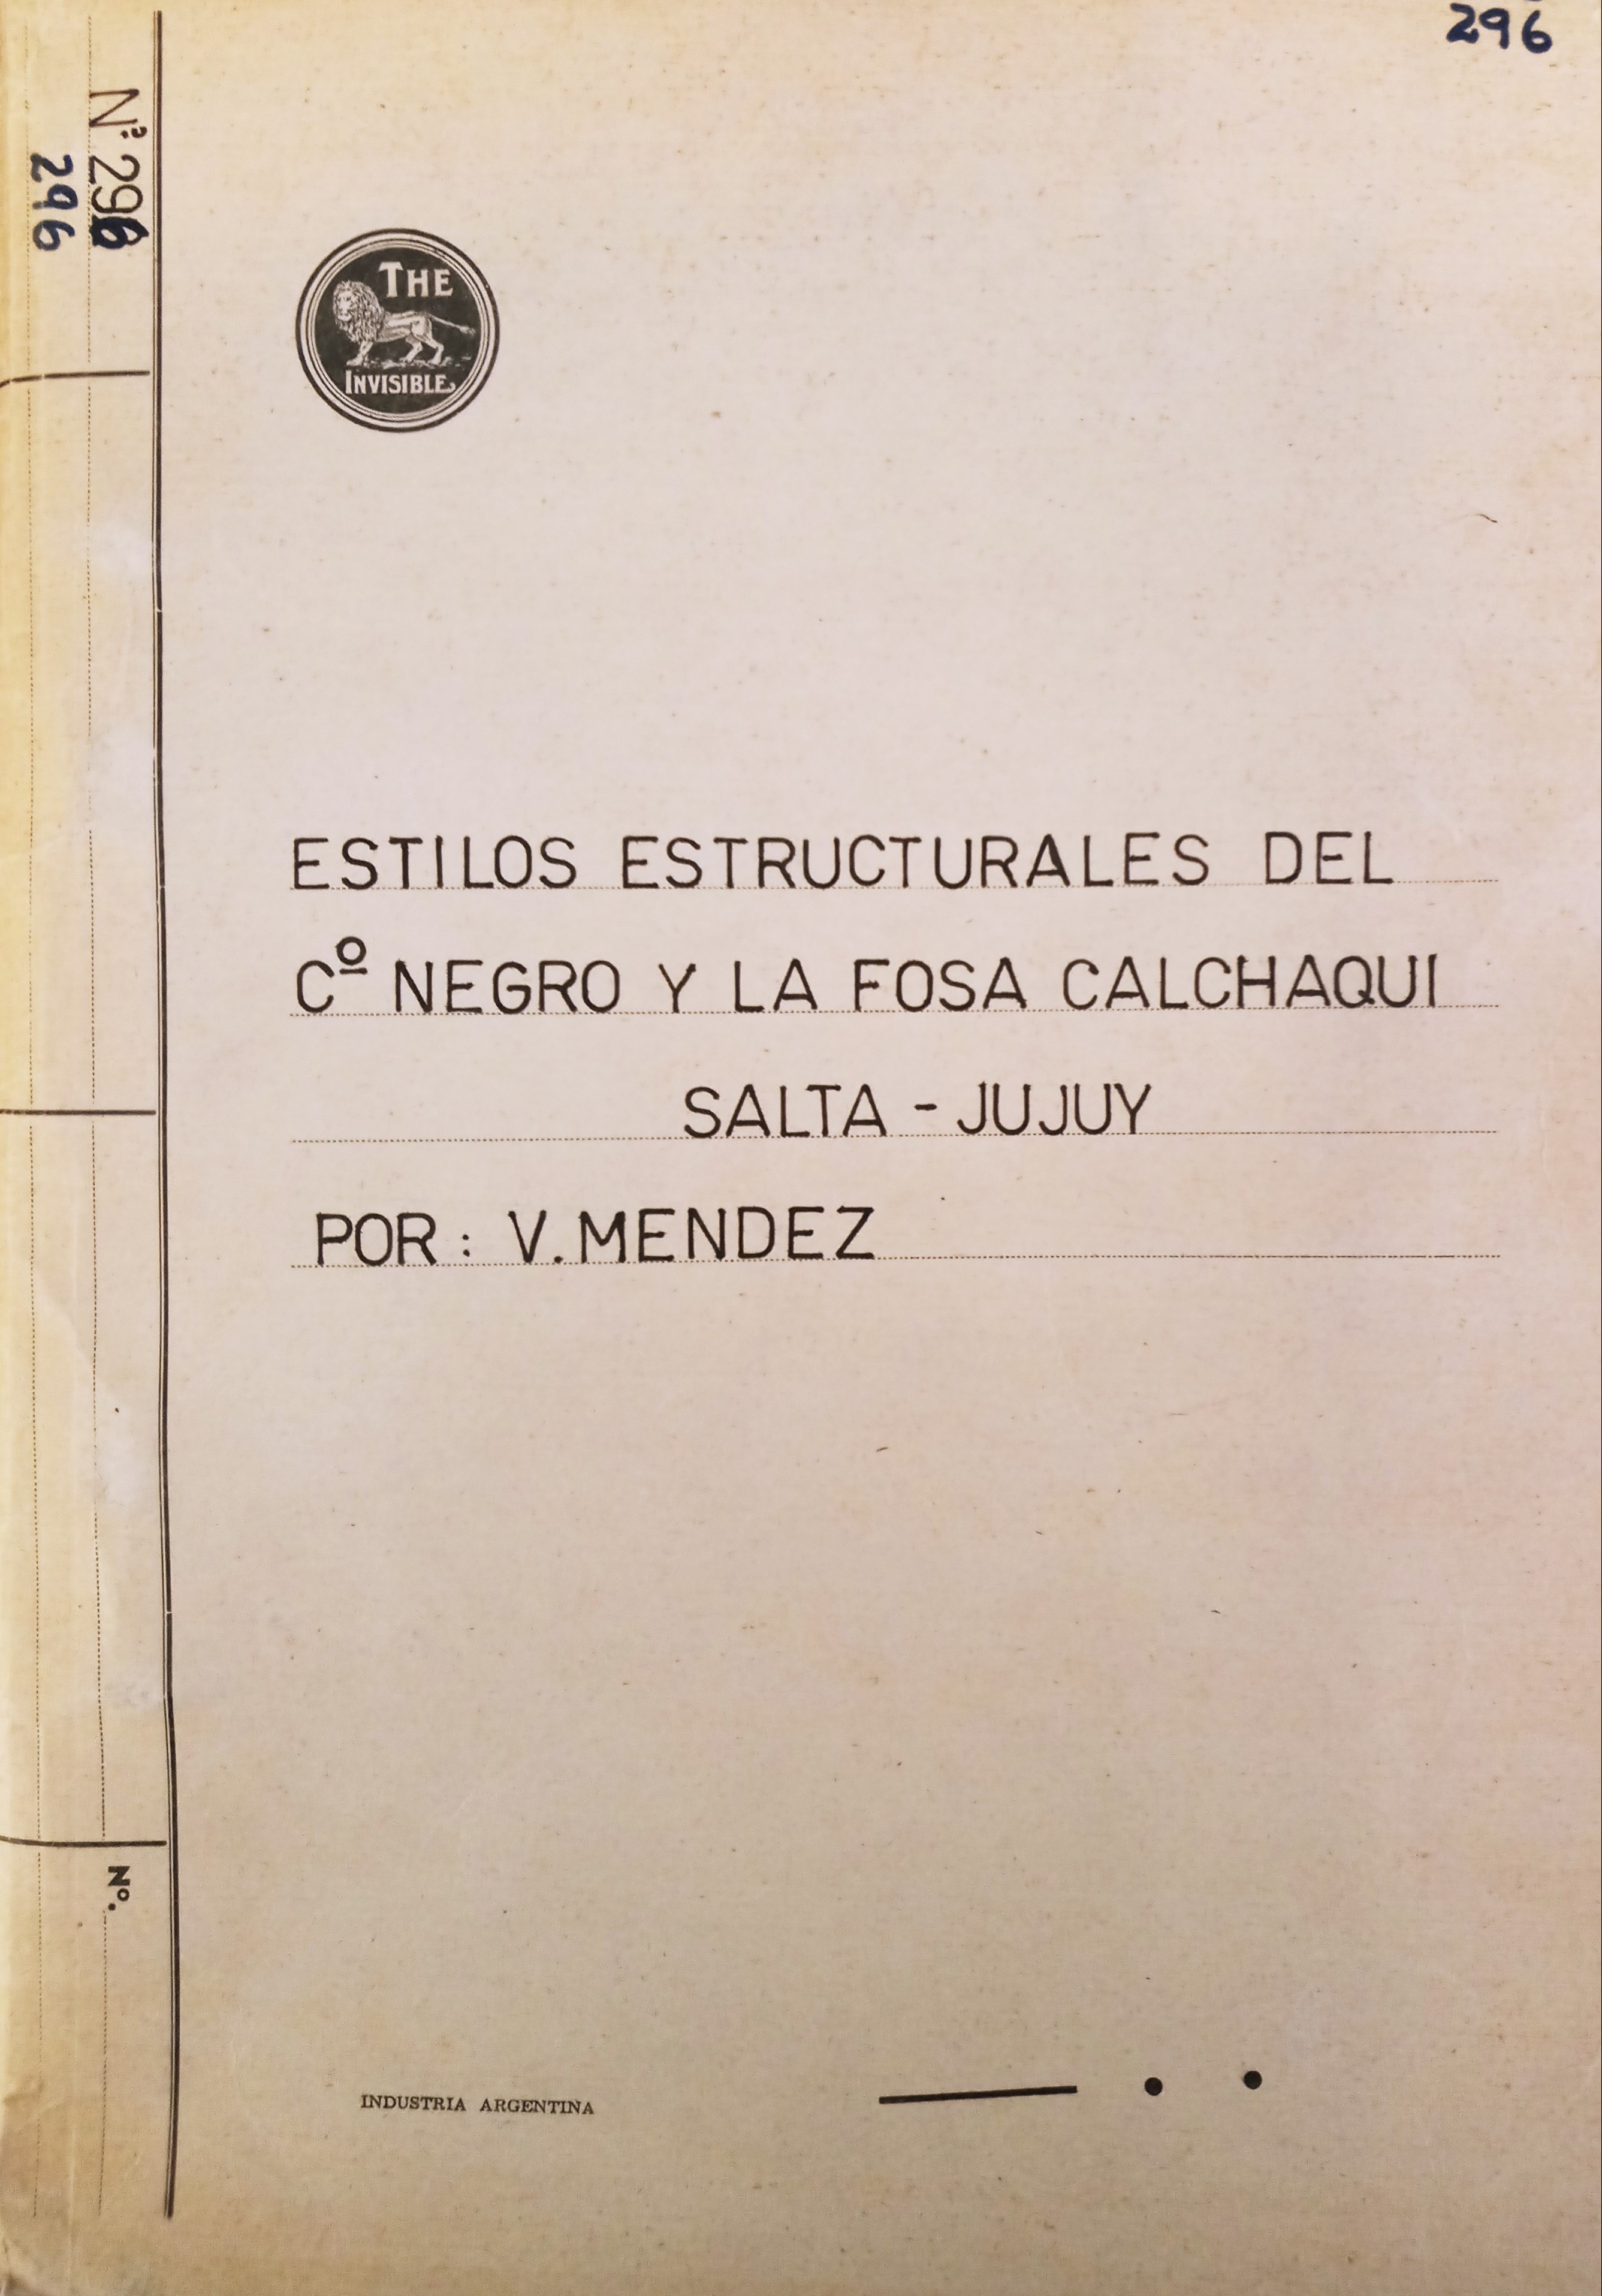 296
Nº 296
296
THE
INVISIBLE
ESTILOS ESTRUCTURALES DEL
Cº NEGRO Y LA FOSA CALCHAQUI
SALTA - JUJUY
POR : V. MENDEZ
Nº.
INDUSTRIA ARGENTINA